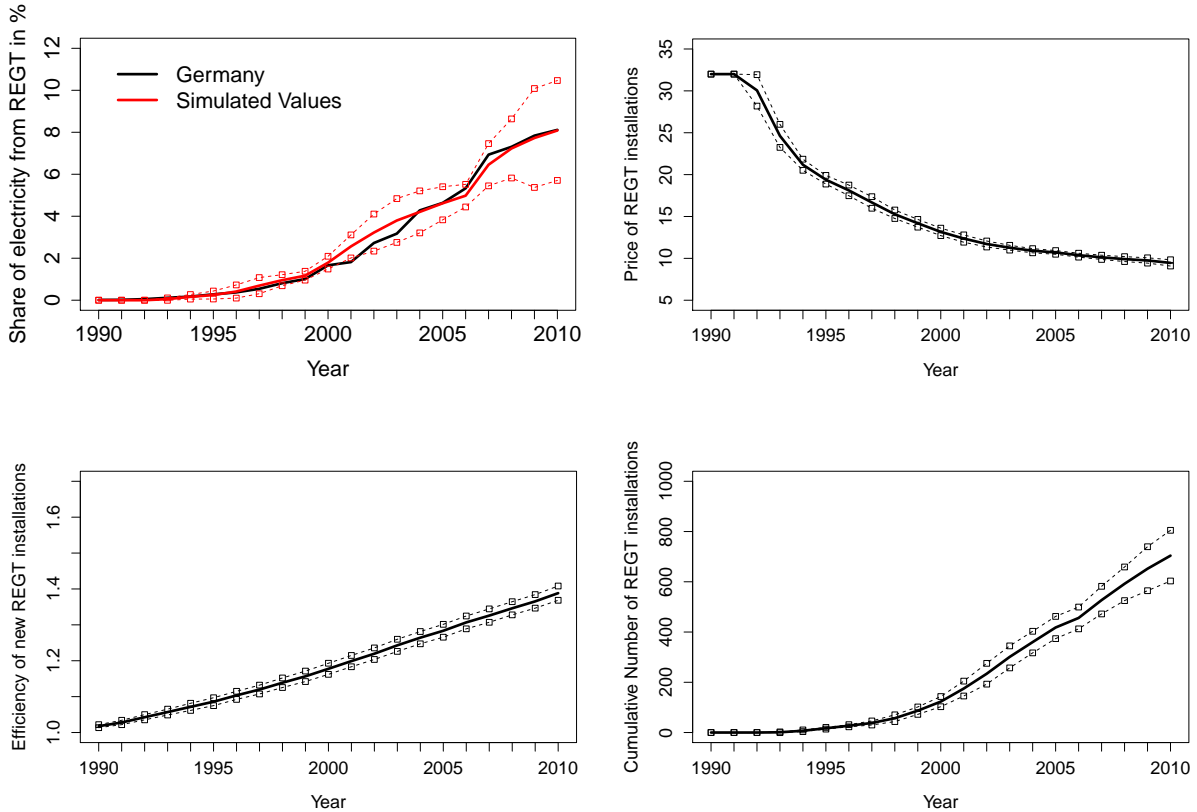 Share of electricity from REGT in %
12
10
8
6
4
2
0
Germany
Simulated Values
1990 1995 2000 2005 2010
Year
Price of REGT installations
35
30
25
20
15
10
5
1990 1995 2000 2005 2010
Year
Efficiency of new REGT installations
1.6
1.4
1.2
1.0
1990 1995 2000 2005 2010
Year
Cumulative Number of REGT installations
1000
800
600
400
200
0
1990 1995 2000 2005 2010
Year